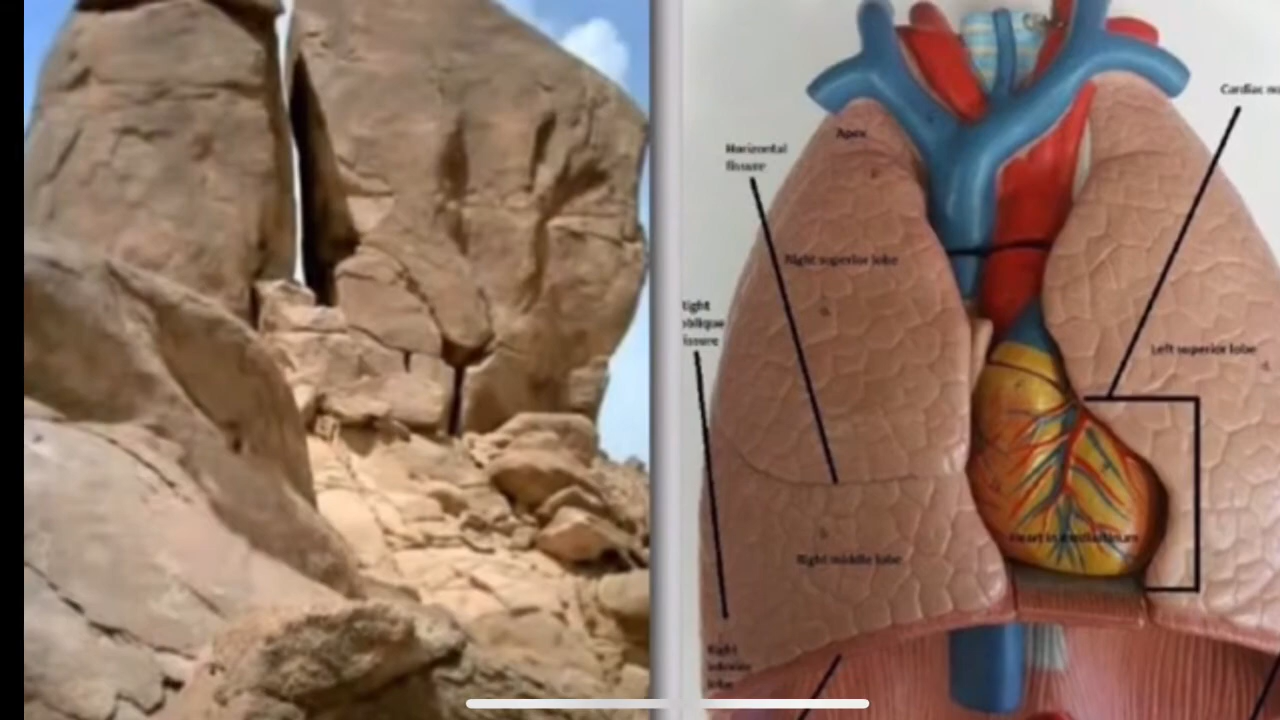 Cardiac
Horizontal
fissure
Apex
Right superior lobe
Right
oblique
fissure
Left superior lobe
Heart in mediastinum
Right middle lobe
Right
inferior
lobe